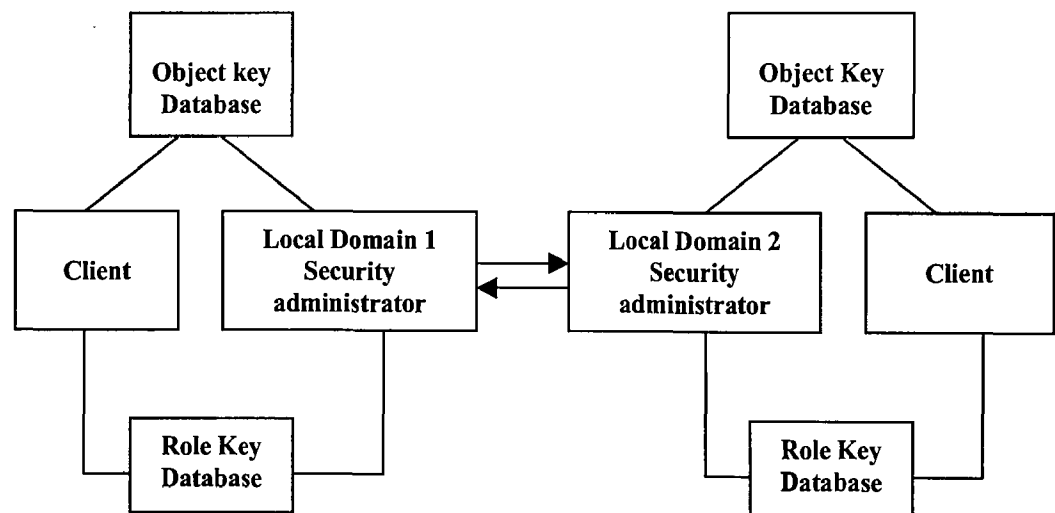 Object key
Database
Object Key
Database
Client
Local Domain 1
Security
administrator
Local Domain 2
Security
administrator
Client
Role Key
Database
Role Key
Database